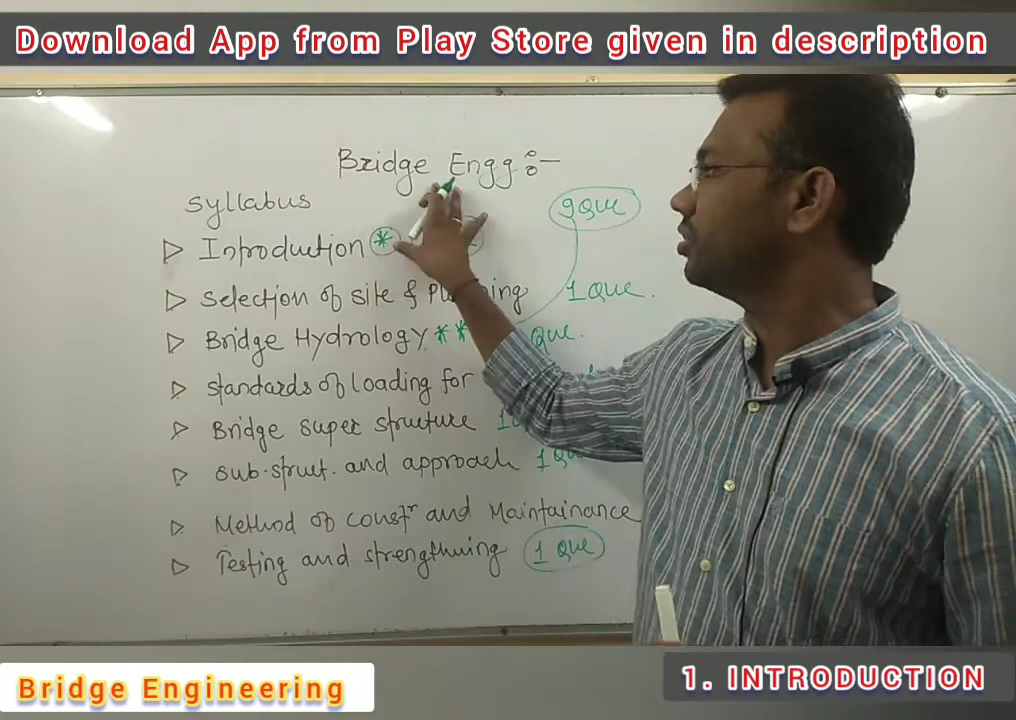 Download App from Play Store given in description
Bridge Engg :-
syllabus
▷ Introduction *
9 Que
▷ selection of site & 1 Que.
▷ Bridge Hydrology ** Que.
▷ standards of loading for
▷ Bridge super structure
▷ sub-struct. and approach 1 Que
▷ Method of constr and Maintainance
▷ Testing and strengthning 1 Que
Bridge Engineering
1. INTRODUCTION